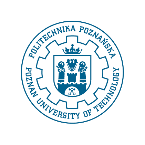 POLITECHNIKA POZNAŃSKA
POZNAN UNIVERSITY OF TECHNOLOGY